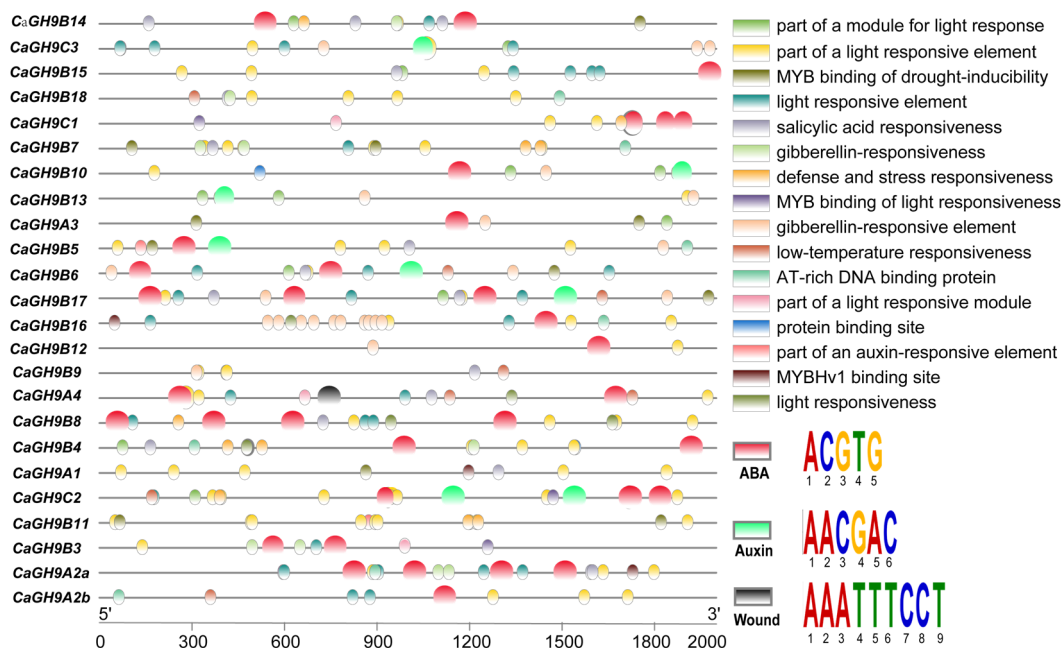 CaGH9B14
CaGH9C3
CaGH9B15
CaGH9B18
CaGH9C1
CaGH9B7
CaGH9B10
CaGH9B13
CaGH9A3
CaGH9B5
CaGH9B6
CaGH9B17
CaGH9B16
CaGH9B12
CaGH9B9
CaGH9A4
CaGH9B8
CaGH9B4
CaGH9A1
CaGH9C2
CaGH9B11
CaGH9B3
CaGH9A2a
CaGH9A2b
5' 3'
0 300 600 900 1200 1500 1800 2000
part of a module for light response
part of a light responsive element
MYB binding of drought-inducibility
light responsive element
salicylic acid responsiveness
gibberellin-responsiveness
defense and stress responsiveness
MYB binding of light responsiveness
gibberellin-responsive element
low-temperature responsiveness
AT-rich DNA binding protein
part of a light responsive module
protein binding site
part of an auxin-responsive element
MYBHv1 binding site
light responsiveness
ABA
ACGTG
1 2 3 4 5
Auxin
AACGAC
1 2 3 4 5 6
Wound
AAATTTCCT
1 2 3 4 5 6 7 8 9